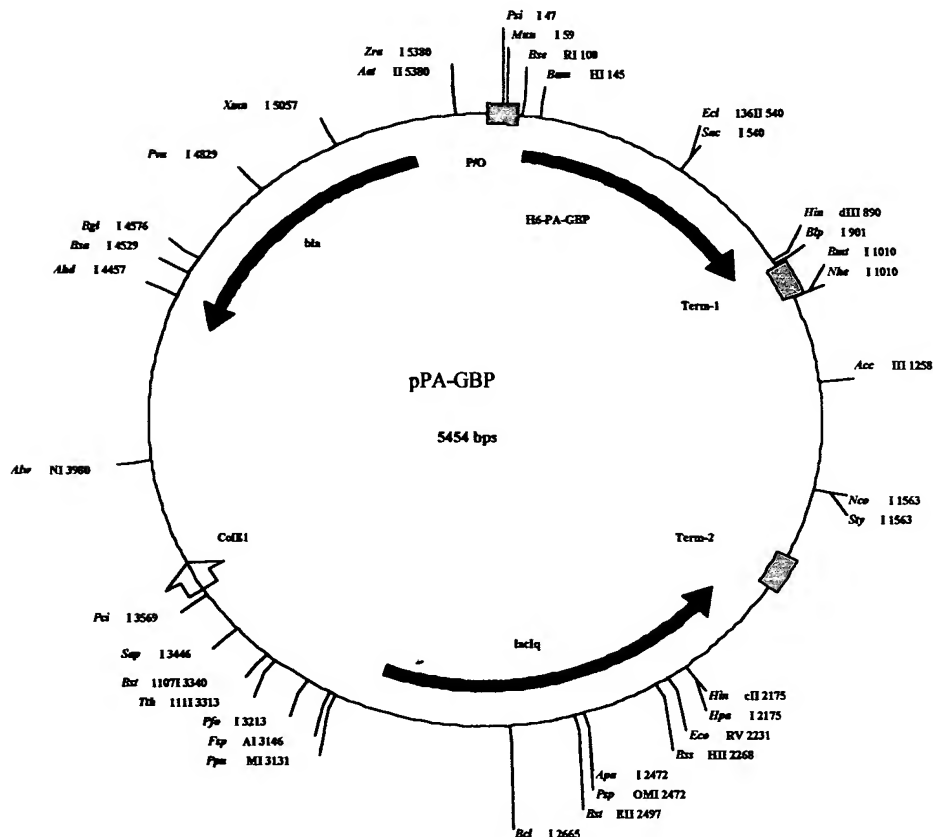 Psi I 47
Mun I 59
Bse RI 108
Bam HI 145
Zra I 5380
Aat II 5380
Xmn I 5057
Pvu I 4829
Ecl 136II 540
Sac I 540
P/O
H6-PA-GBP
bla
Bgl I 4576
Bsa I 4529
Ahd I 4457
Hin dIII 890
Blp I 901
Bmt I 1010
Nhe I 1010
Term-1
Acc III 1258
pPA-GBP
5454 bps
Alw NI 3980
Nco I 1563
Sty I 1563
ColE1
Term-2
Pci I 3569
Sap I 3446
Bst 1107I 3340
Tth 111I 3313
Pfo I 3213
Fsp AI 3146
Ppu MI 3131
lacIq
Hin cII 2175
Hpa I 2175
Eco RV 2231
Bss HII 2268
Apa I 2472
Psp OMI 2472
Bst EII 2497
Bcl I 2665